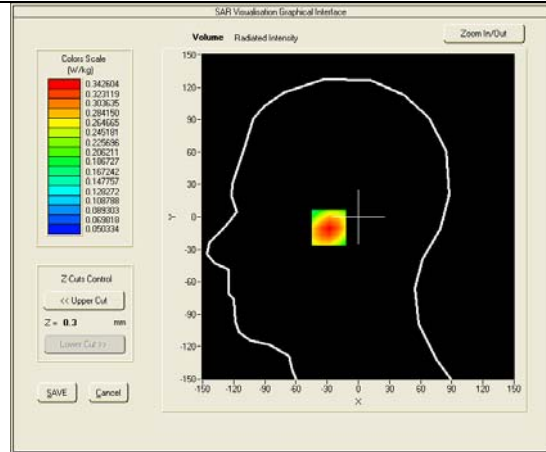 SAR Visualisation Graphical Interface
Volume Radiated Intensity
Zoom In/Out
Colors Scale
(W/kg)
0.342604
0.323119
0.303635
0.284150
0.264665
0.245181
0.225696
0.206211
0.186727
0.167242
0.147757
0.128272
0.108788
0.089303
0.069818
0.050334
Z-Cuts Control
<< Upper Cut
Z = 0.3 mm
Lower Cut >>
SAVE Cancel
150
120
90
60
30
Y 0
-30
-60
-90
-120
-150
-150 -120 -90 -60 -30 0 30 60 90 120 150
X